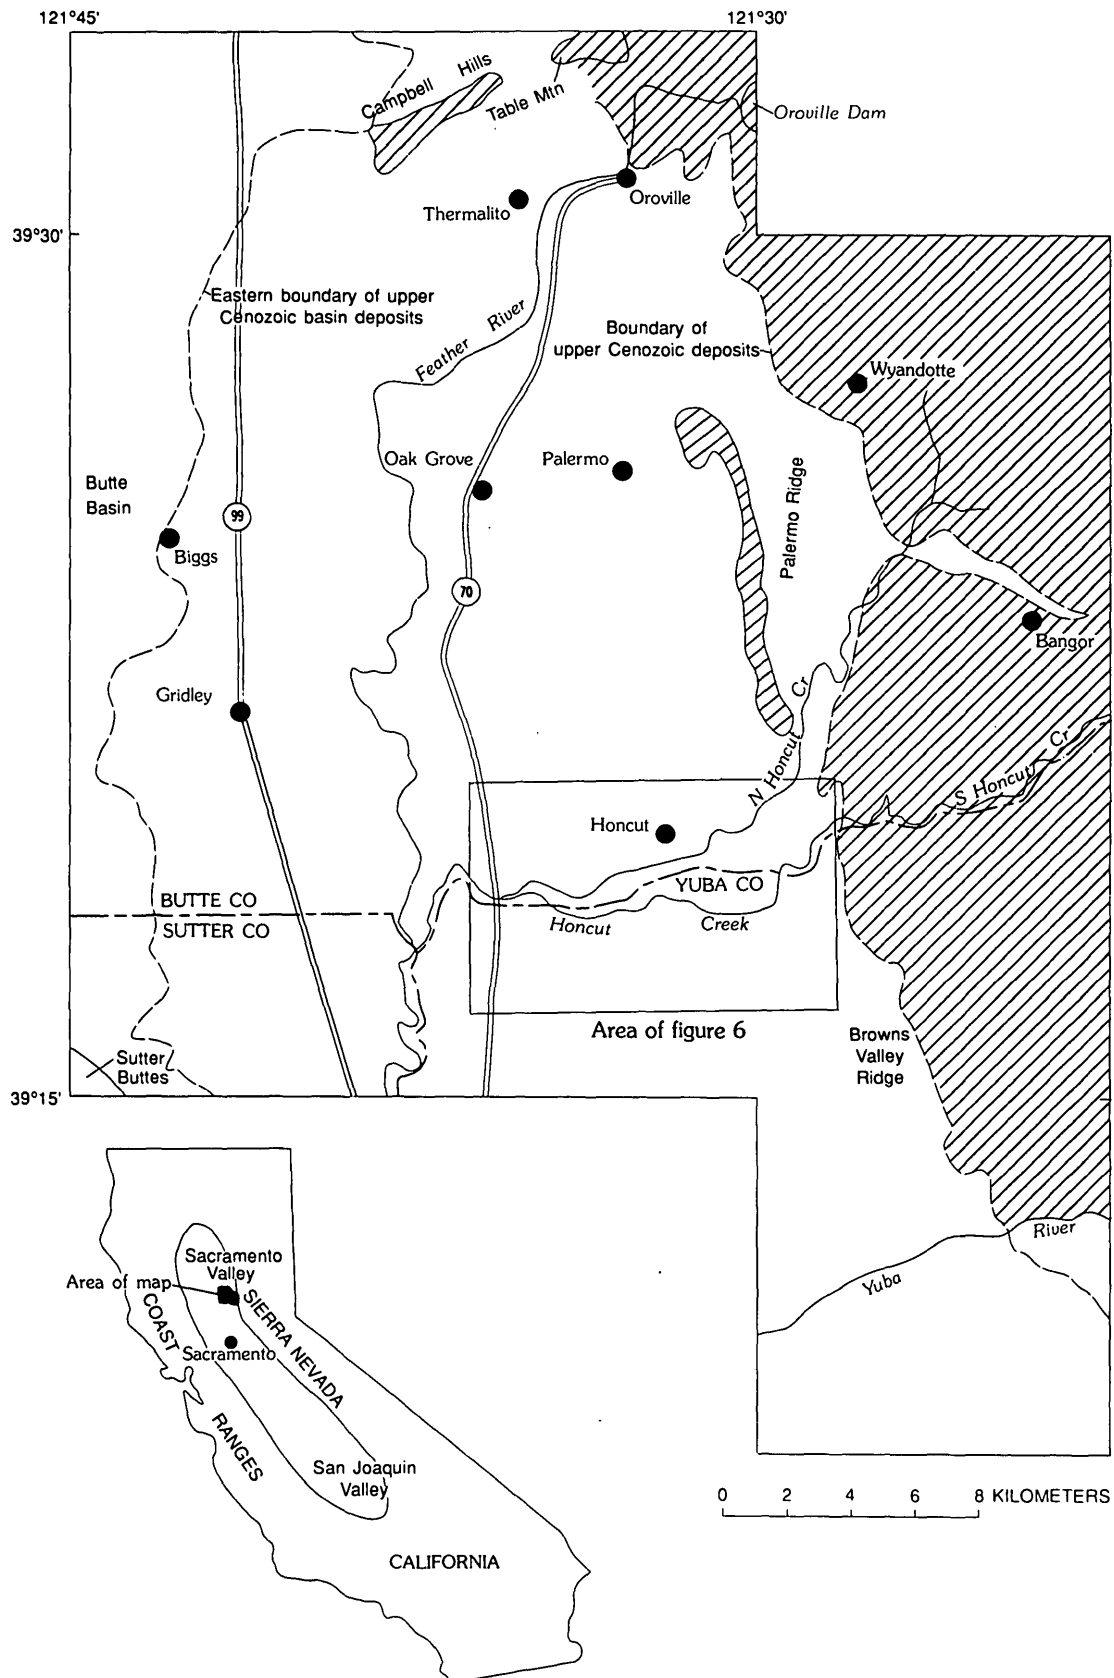 121°45'
121°30'
Campbell Hills
Table Mtn
Oroville Dam
Oroville
Thermalito
39°30'
Eastern boundary of upper
Cenozoic basin deposits
Feather River
Boundary of
upper Cenozoic deposits
Wyandotte
Oak Grove
Palermo
Palermo Ridge
Butte
Basin
99
Biggs
70
Bangor
Gridley
N Honcut Cr
S Honcut Cr
Honcut
YUBA CO
BUTTE CO
SUTTER CO
Honcut Creek
Area of figure 6
Browns
Valley
Ridge
Sutter
Buttes
39°15'
Yuba River
Sacramento
Valley
Area of map
SIERRA NEVADA
COAST RANGES
Sacramento
San Joaquin
Valley
CALIFORNIA
0 2 4 6 8 KILOMETERS